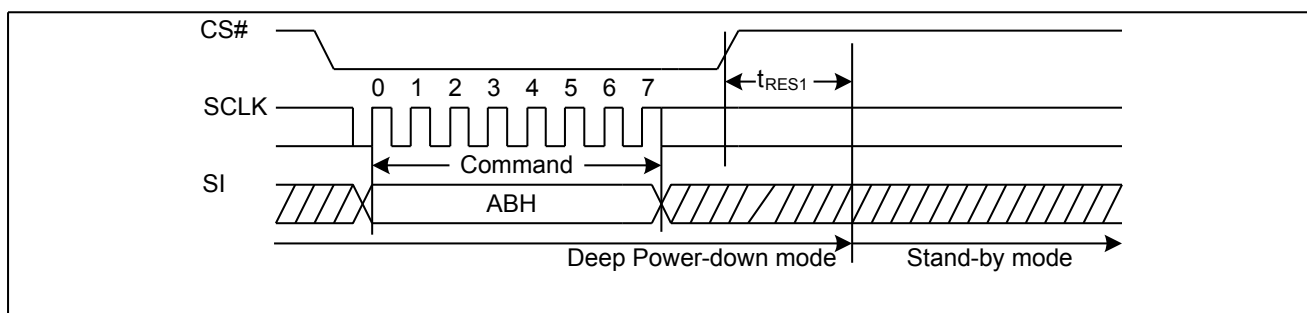 CS#
tRES1
0 1 2 3 4 5 6 7
SCLK
Command
SI
ABH
Deep Power-down mode Stand-by mode